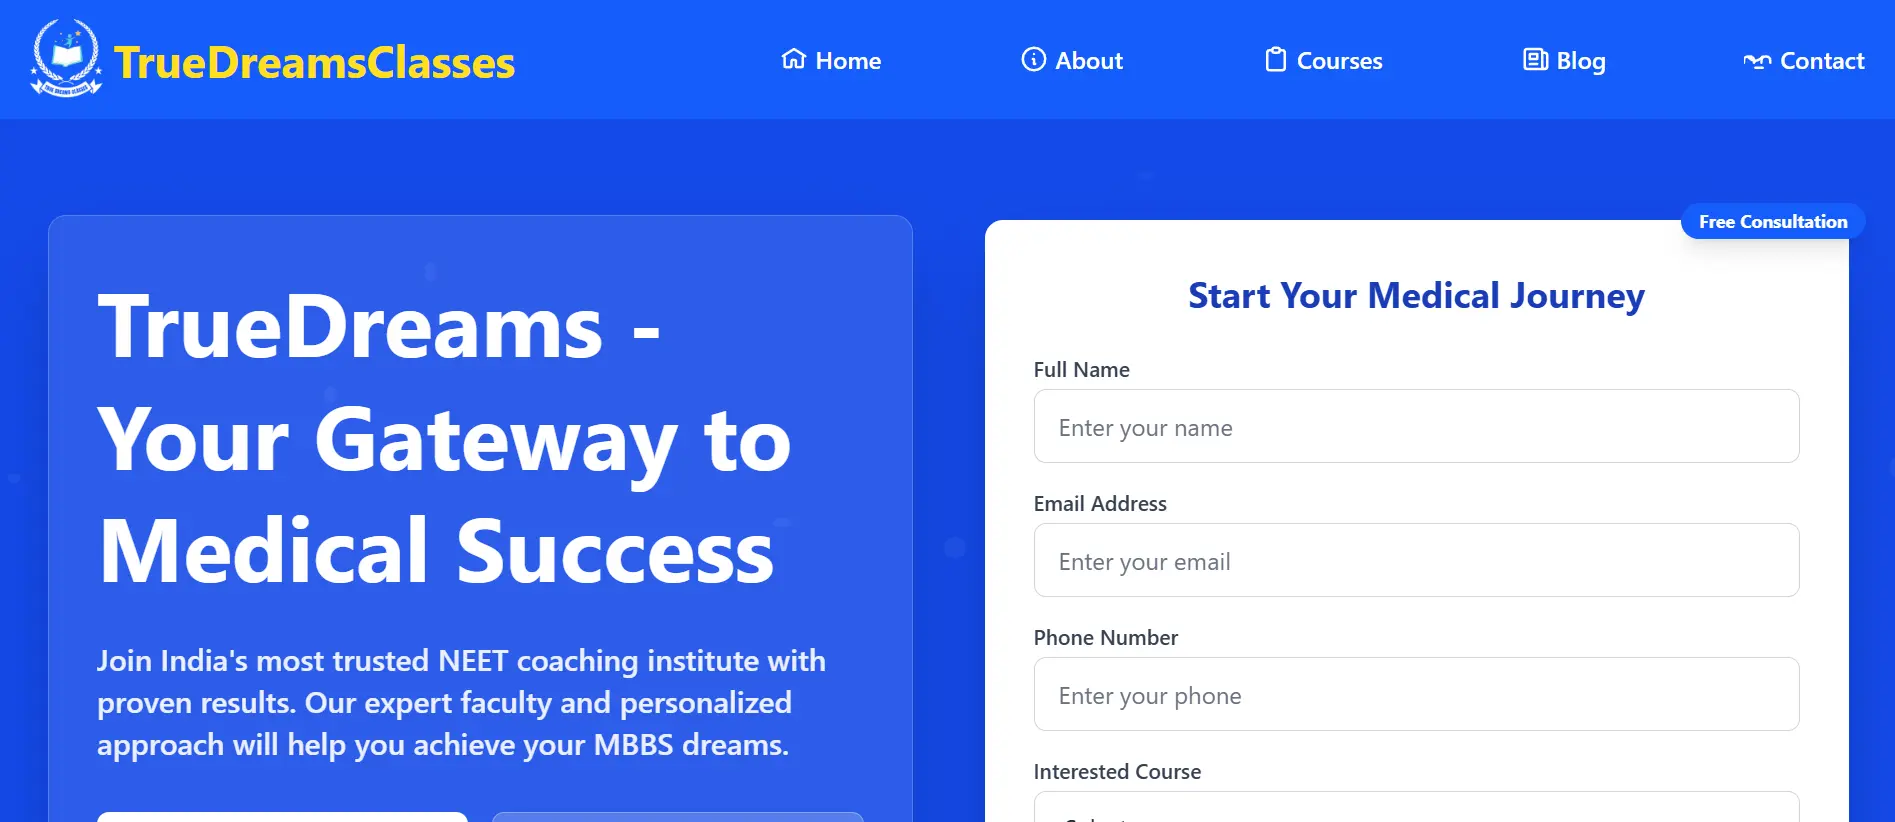 TrueDreamsClasses
Home
About
Courses
Blog
Contact
TrueDreams -
Your Gateway to
Medical Success
Join India's most trusted NEET coaching institute with
proven results. Our expert faculty and personalized
approach will help you achieve your MBBS dreams.
Free Consultation
Start Your Medical Journey
Full Name
Enter your name
Email Address
Enter your email
Phone Number
Enter your phone
Interested Course